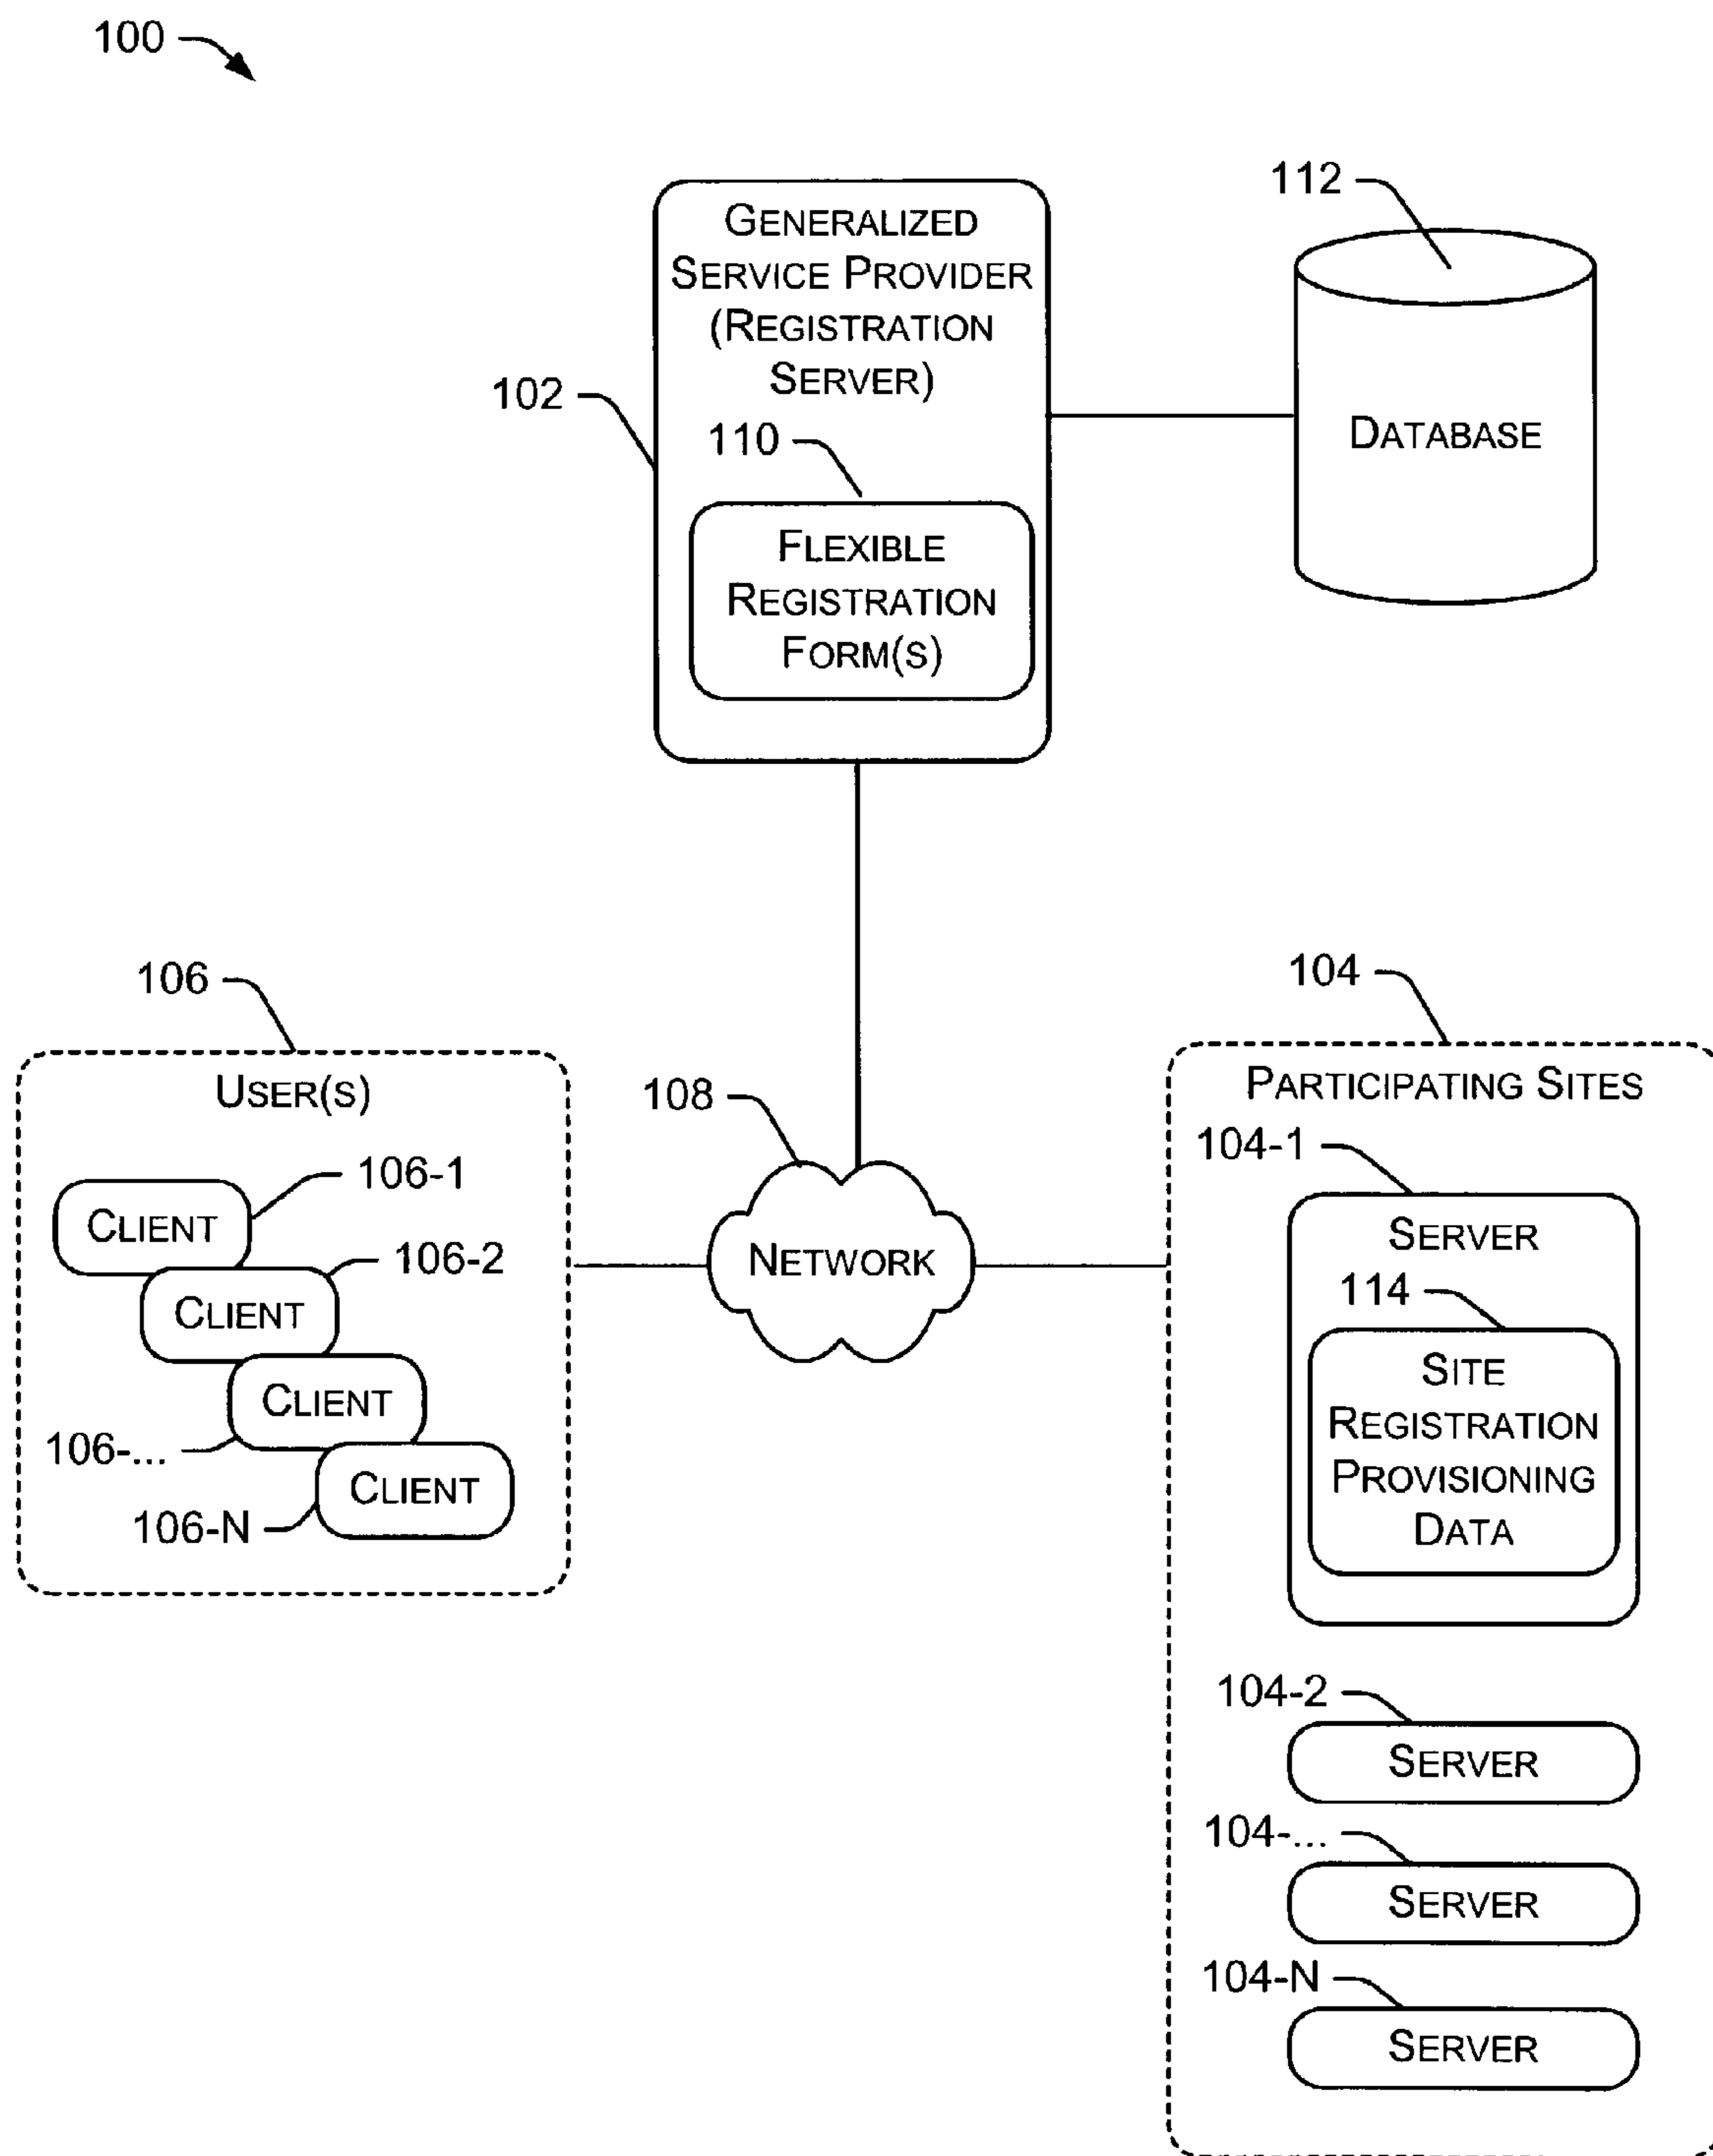 100
112
GENERALIZED
SERVICE PROVIDER
(REGISTRATION
SERVER)
102
110
DATABASE
FLEXIBLE
REGISTRATION
FORM(S)
106
104
USER(S)
108
PARTICIPATING SITES
104-1
106-1
CLIENT
SERVER
106-2
NETWORK
CLIENT
114
SITE
CLIENT
REGISTRATION
106-...
PROVISIONING
CLIENT
106-N
DATA
104-2
SERVER
104-...
SERVER
104-N
SERVER